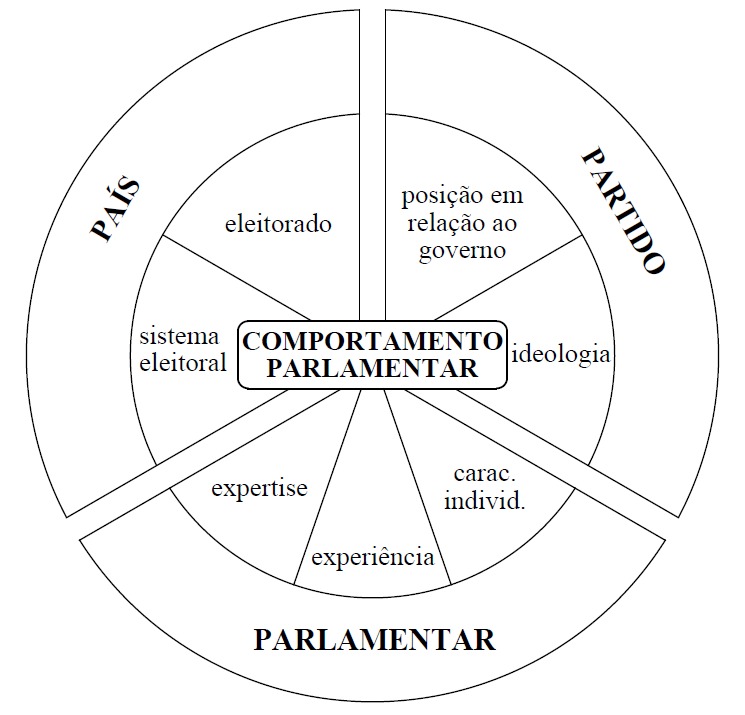 PAÍS
PARTIDO
eleitorado
posição em
relação ao
governo
sistema
eleitoral
COMPORTAMENTO
PARLAMENTAR
ideologia
expertise
experiência
carac.
individ.
PARLAMENTAR